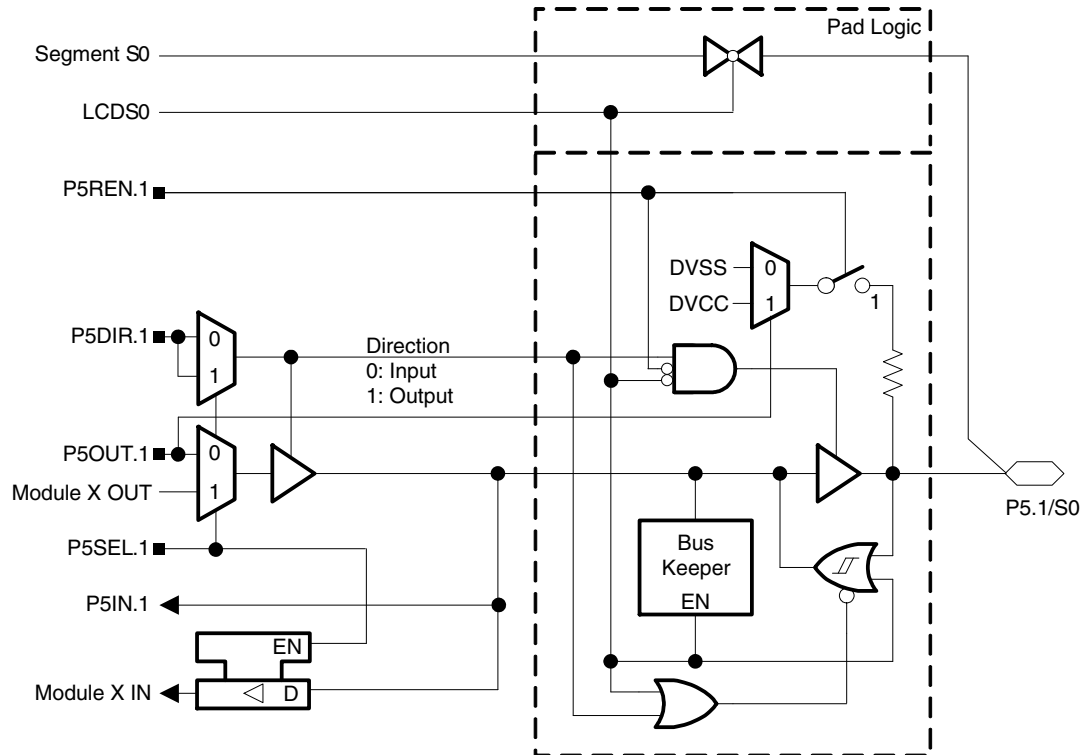 Pad Logic
Segment S0
LCDS0
P5REN.1
DVSS
0
DVCC
1
1
P5DIR.1
0
1
Direction
0: Input
1: Output
P5OUT.1
0
Module X OUT
1
P5.1/S0
P5SEL.1
Bus
Keeper
EN
P5IN.1
EN
Module X IN
D